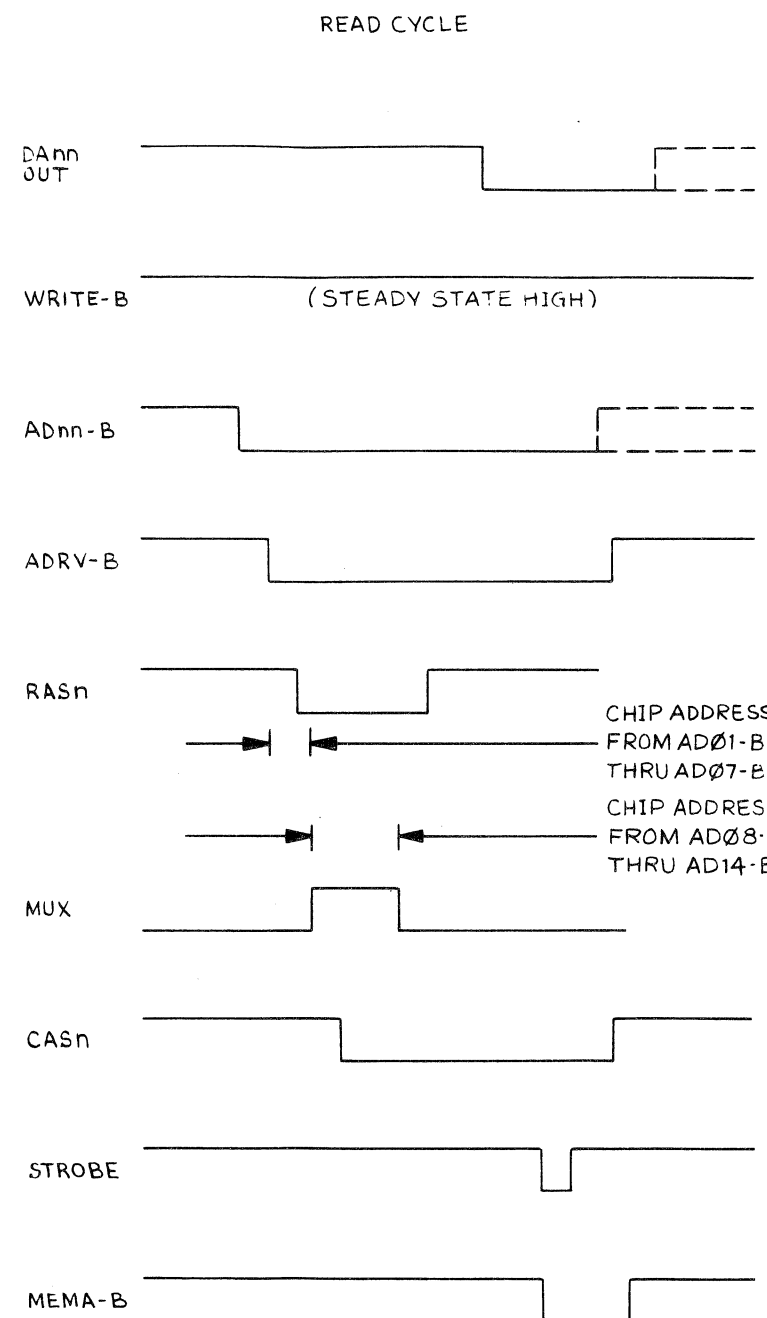 READ CYCLE
DAnn
OUT
WRITE-B
(STEADY STATE HIGH)
ADnn-B
ADRV-B
RASn
CHIP ADDRESS
FROM ADØ1-B
THRU ADØ7-B
CHIP ADDRES
FROM ADØ8-
THRU AD14-B
MUX
CASn
STROBE
MEMA-B